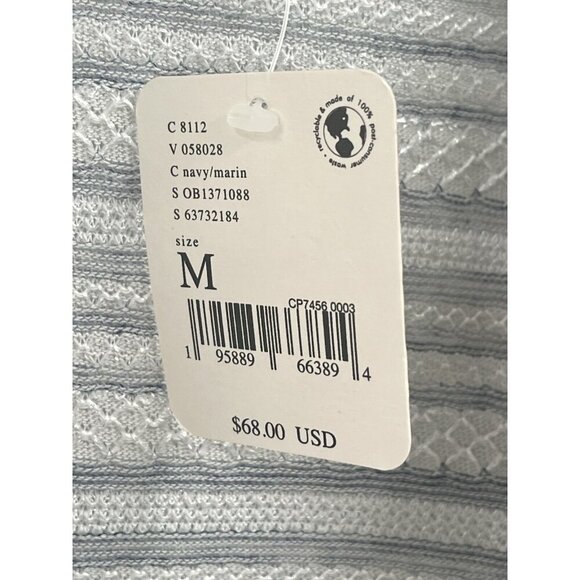 C 8112
V 058028
C navy/marin
S OB1371088
S 63732184
size
M
CP7456 0003
1 95889 66389 4
$68.00 USD
recyclable & made of 100% post-consumer waste •